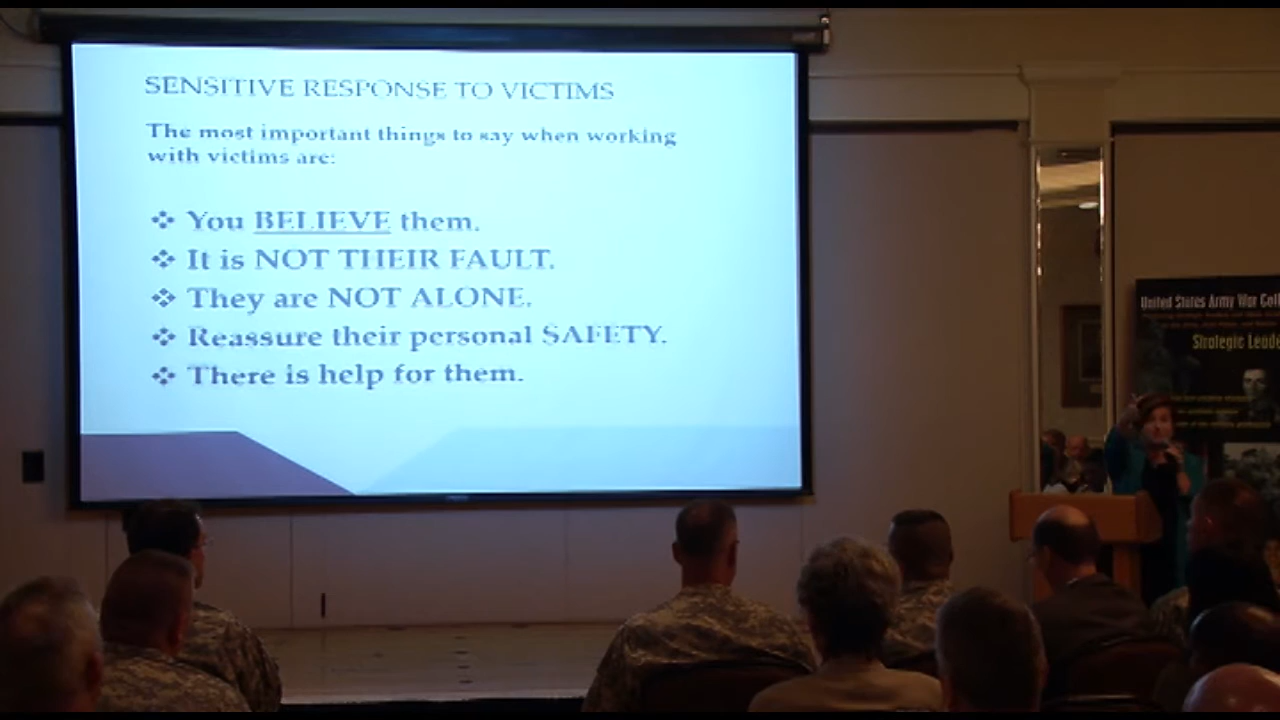 SENSITIVE RESPONSE TO VICTIMS
The most important things to say when working
with victims are:
❖ You BELIEVE them.
❖ It is NOT THEIR FAULT.
❖ They are NOT ALONE.
❖ Reassure their personal SAFETY.
❖ There is help for them.
United States Army War Coll
Strategic Leade